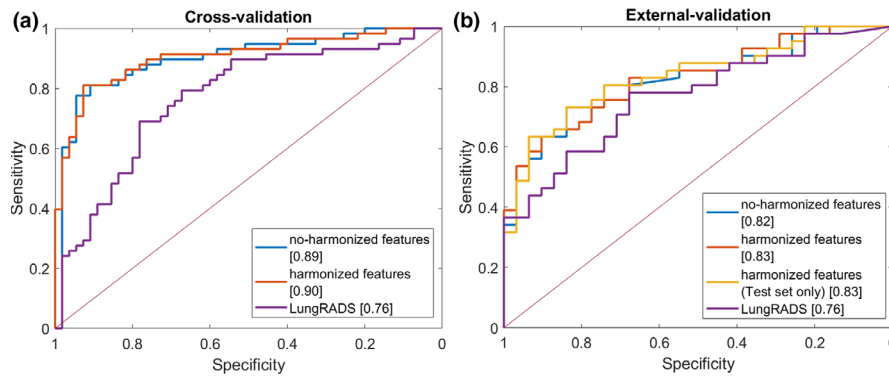 (a)
Cross-validation
1
0.8
0.6
0.4
0.2
0
Sensitivity
no-harmonized features
[0.89]
harmonized features
[0.90]
LungRADS [0.76]
1
0.8
0.6
0.4
0.2
0
Specificity
(b)
External-validation
1
0.8
0.6
0.4
0.2
0
Sensitivity
no-harmonized features
[0.82]
harmonized features
[0.83]
harmonized features
(Test set only) [0.83]
LungRADS [0.76]
1
0.8
0.6
0.4
0.2
0
Specificity